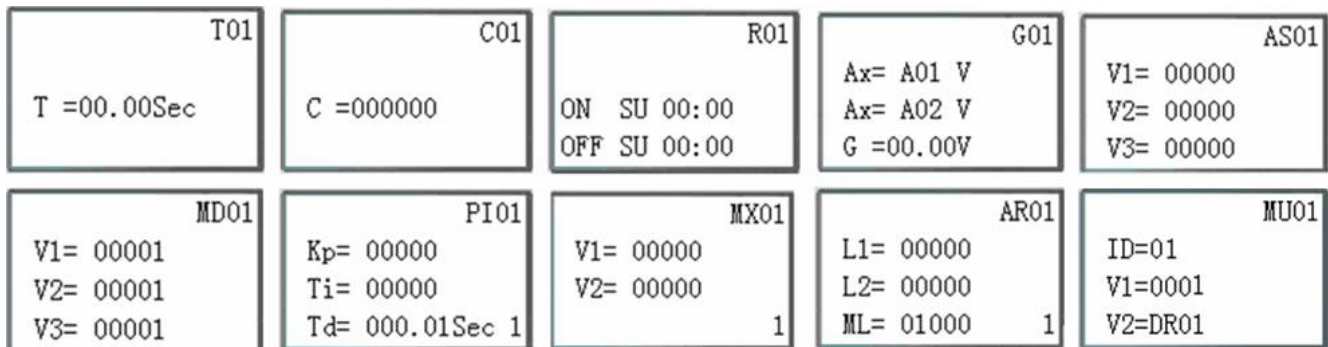 T01
T =00.00Sec
C01
C =000000
R01
ON SU 00:00
OFF SU 00:00
G01
Ax= A01 V
Ax= A02 V
G =00.00V
AS01
V1= 00000
V2= 00000
V3= 00000
MD01
V1= 00001
V2= 00001
V3= 00001
PI01
Kp= 00000
Ti= 00000
Td= 000.01Sec 1
MX01
V1= 00000
V2= 00000
1
AR01
L1= 00000
L2= 00000
ML= 01000 1
MU01
ID=01
V1=0001
V2=DR01